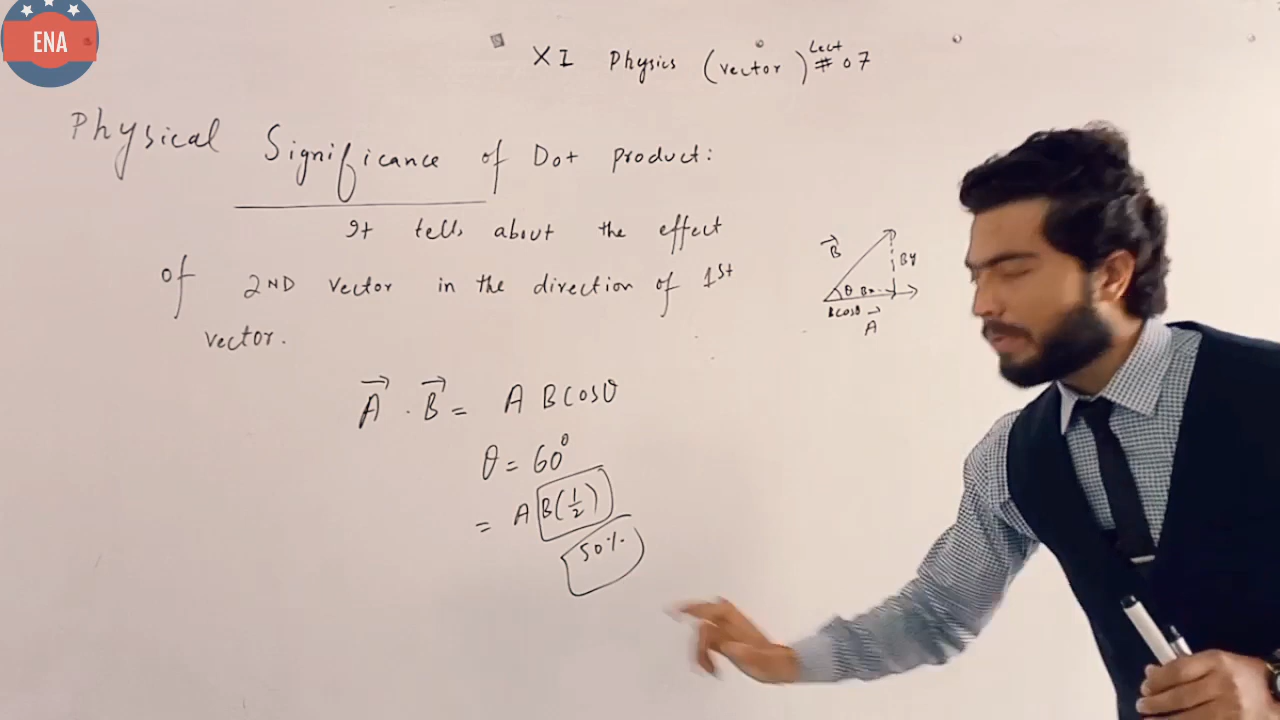 ENA
XI Physics (vector) Lect # 07
Physical Significance of Dot product:
It tells about the effect
of 2ND vector in the direction of 1st
vector.
B
By
θ Bx
Bcosθ
A
A⃗ . B⃗ = A B cosθ
θ = 60°
= A B(1/2)
50%